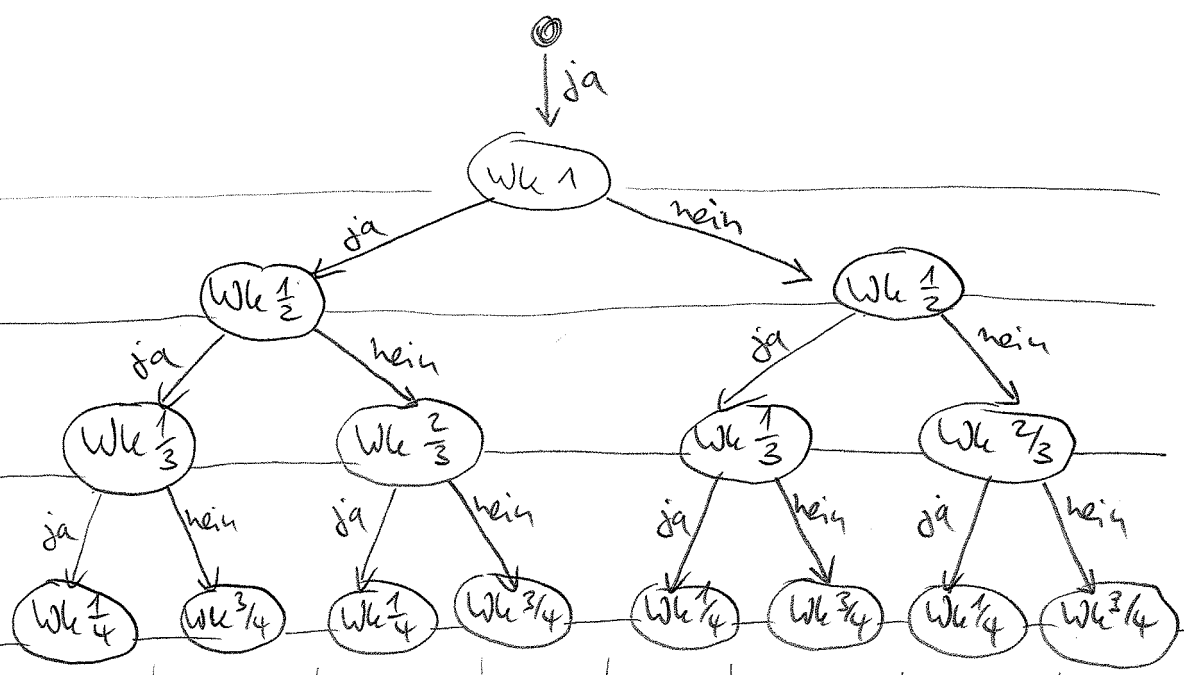 ja
Wk 1
ja nein
Wk 1/2 Wk 1/2
ja nein ja nein
Wk 1/3 Wk 2/3 Wk 1/3 Wk 2/3
ja nein ja nein ja nein ja nein
Wk 1/4 Wk 3/4 Wk 1/4 Wk 3/4 Wk 1/4 Wk 3/4 Wk 1/4 Wk 3/4